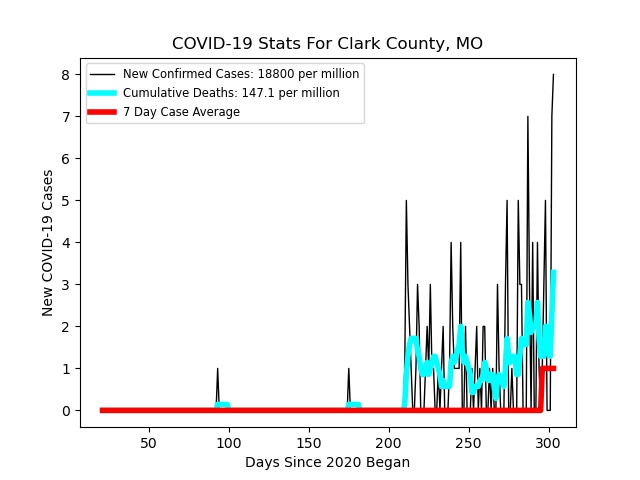 COVID-19 Stats For Clark County, MO
New Confirmed Cases: 18800 per million
Cumulative Deaths: 147.1 per million
7 Day Case Average
New COVID-19 Cases
8
7
6
5
4
3
2
1
0
50 100 150 200 250 300
Days Since 2020 Began